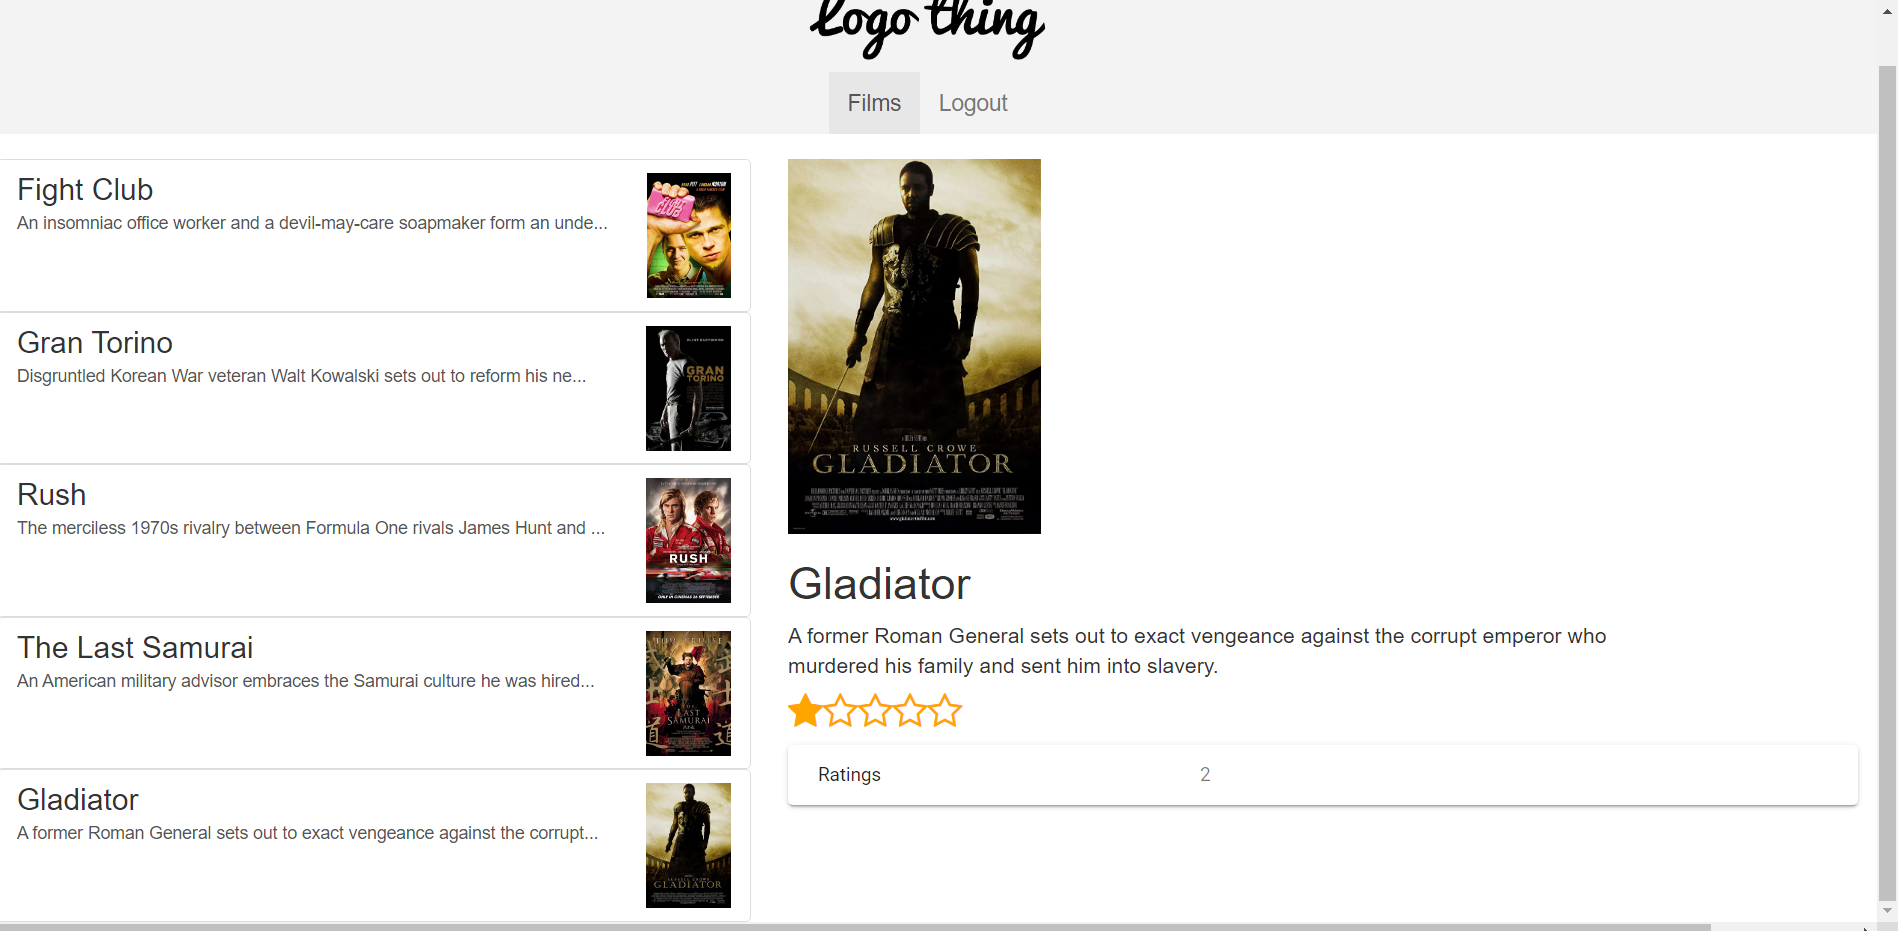 Logo thing
Films
Logout
Fight Club
An insomniac office worker and a devil-may-care soapmaker form an unde...
FIGHT
CLUB
Gran Torino
Disgruntled Korean War veteran Walt Kowalski sets out to reform his ne...
GRAN
TORINO
Rush
The merciless 1970s rivalry between Formula One rivals James Hunt and ...
RUSH
The Last Samurai
An American military advisor embraces the Samurai culture he was hired...
THE
LAST
SAMURAI
Gladiator
A former Roman General sets out to exact vengeance against the corrupt...
GLADIATOR
RUSSELL CROWE
GLADIATOR
Gladiator
A former Roman General sets out to exact vengeance against the corrupt emperor who
murdered his family and sent him into slavery.
Ratings
2